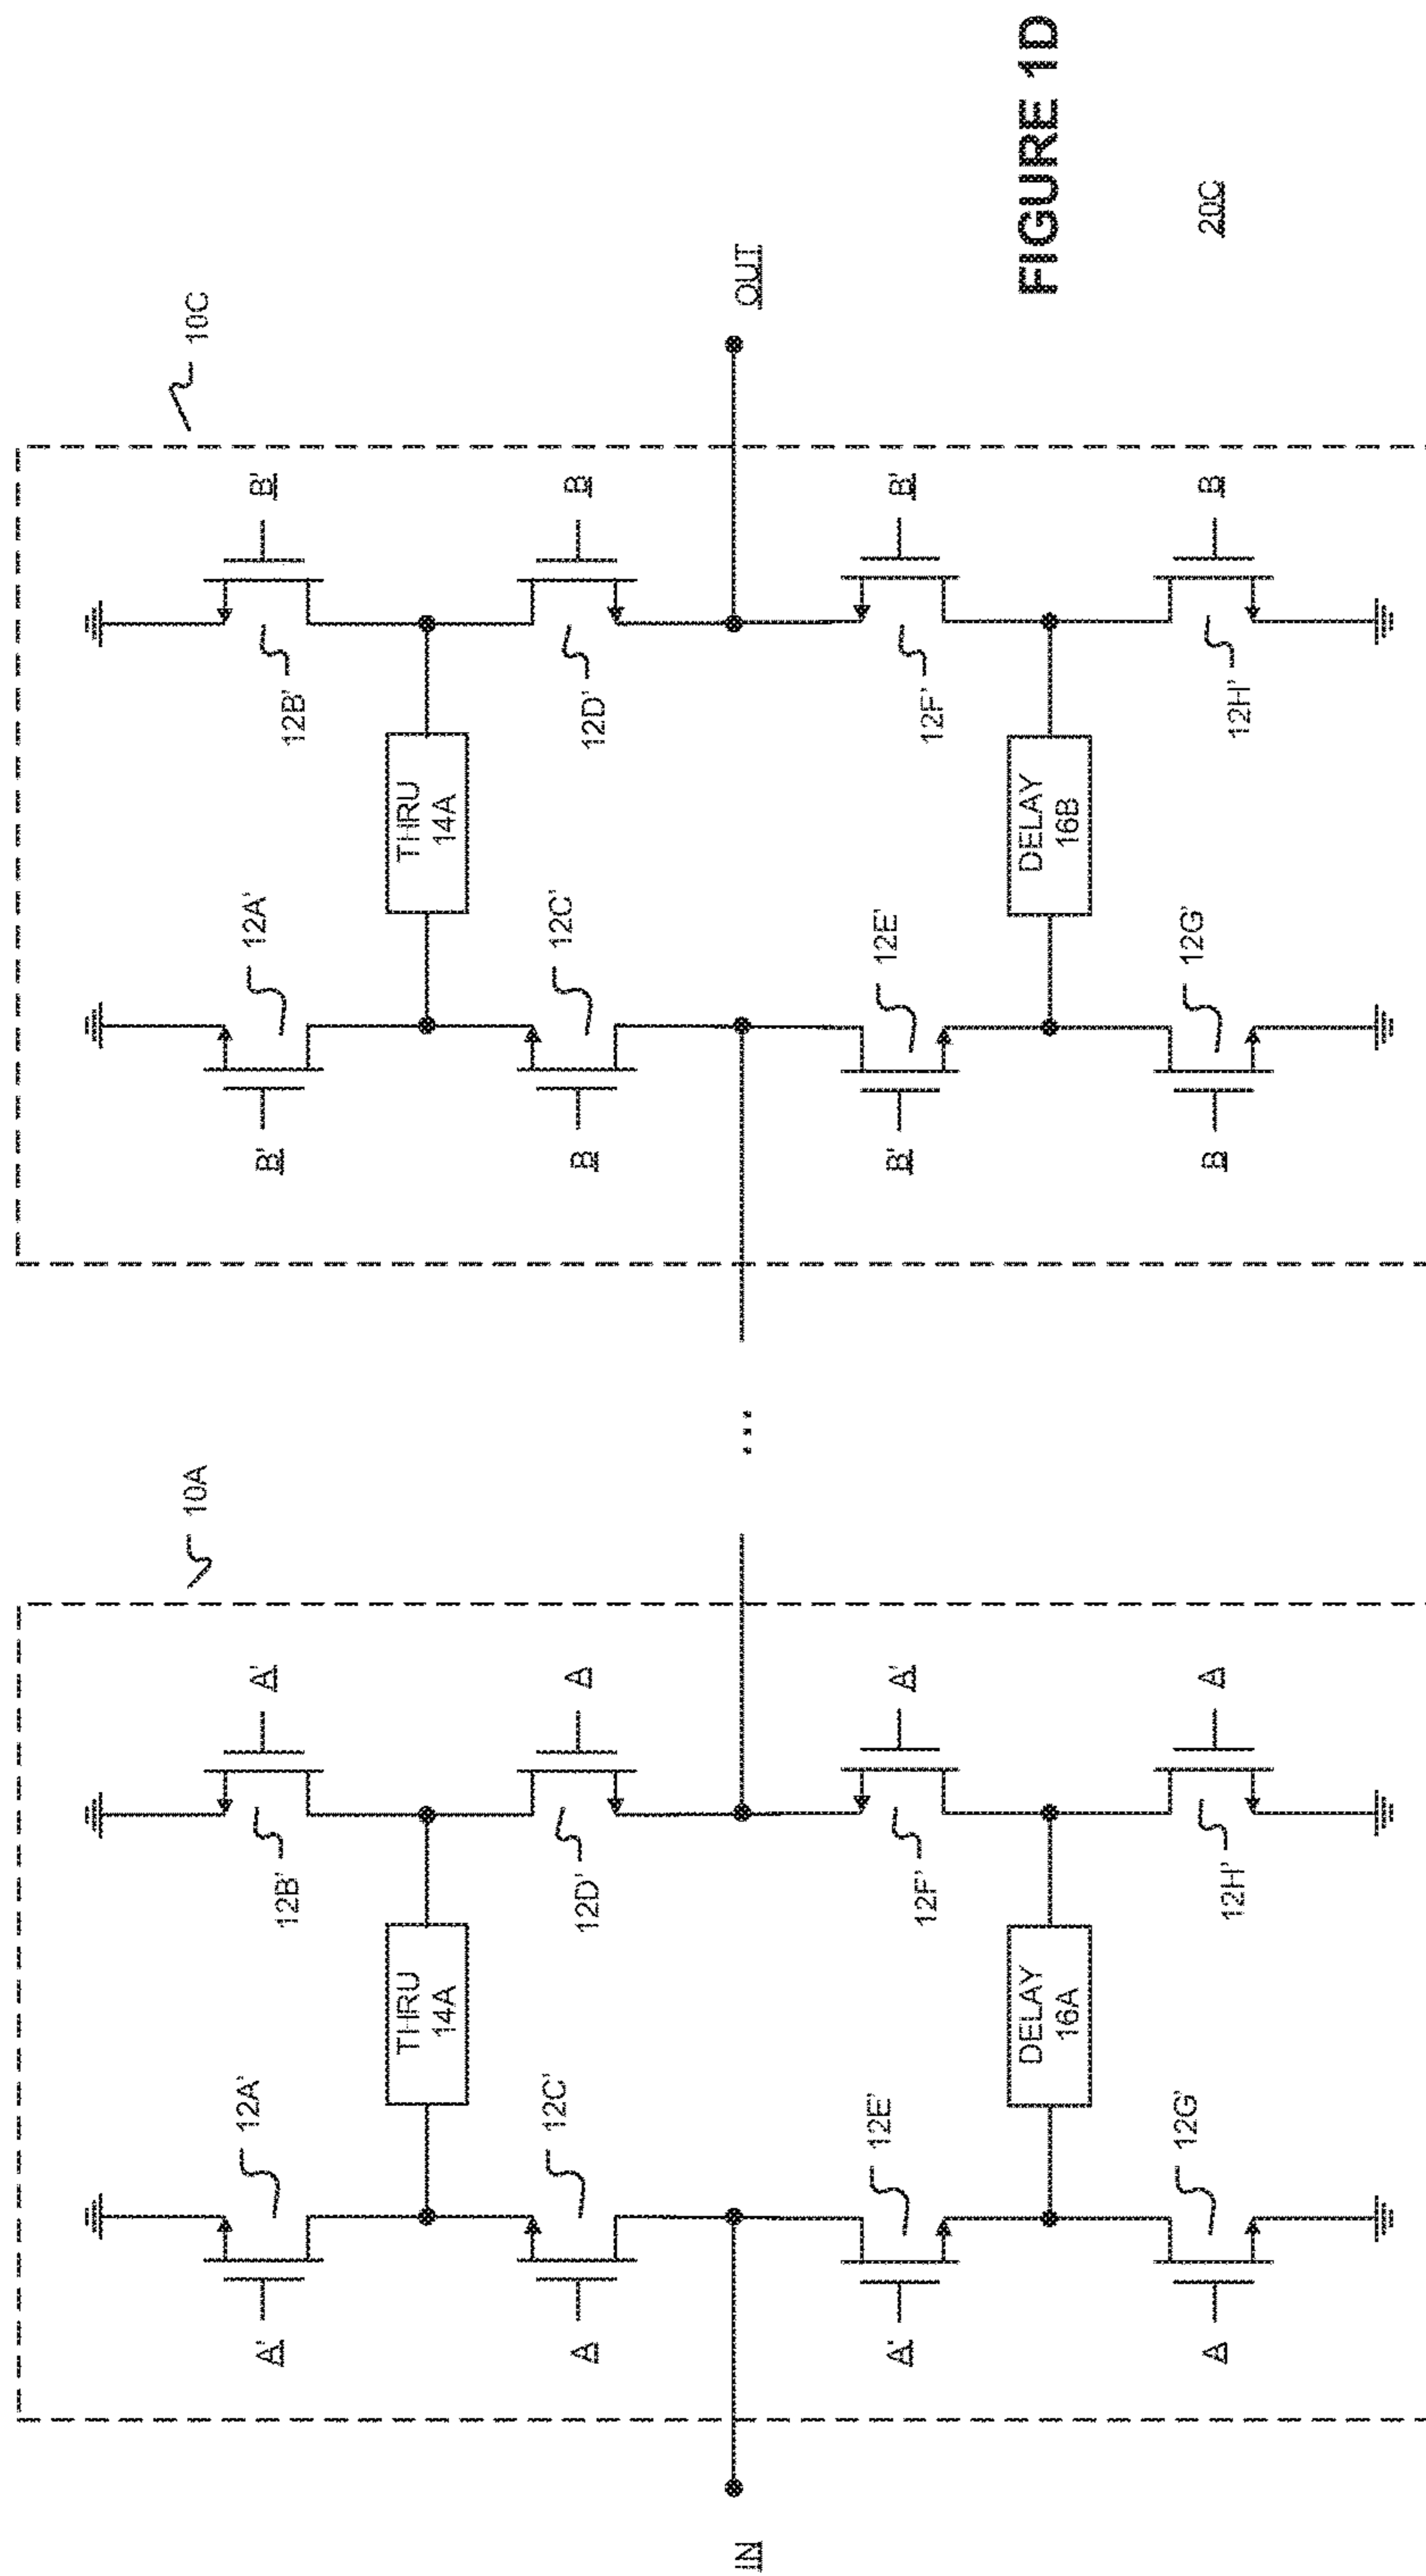 10A
10C
A'
12A'
12B'
A'
B'
12A'
12B'
B'
THRU
14A
THRU
14A
A
12C'
12D'
A
B
12C'
12D'
B
IN
...
OUT
A'
12E'
12F'
A'
B'
12E'
12F'
B'
DELAY
16A
DELAY
16B
FIGURE 1D
A
12G'
12H'
A
B
12G'
12H'
B
20C